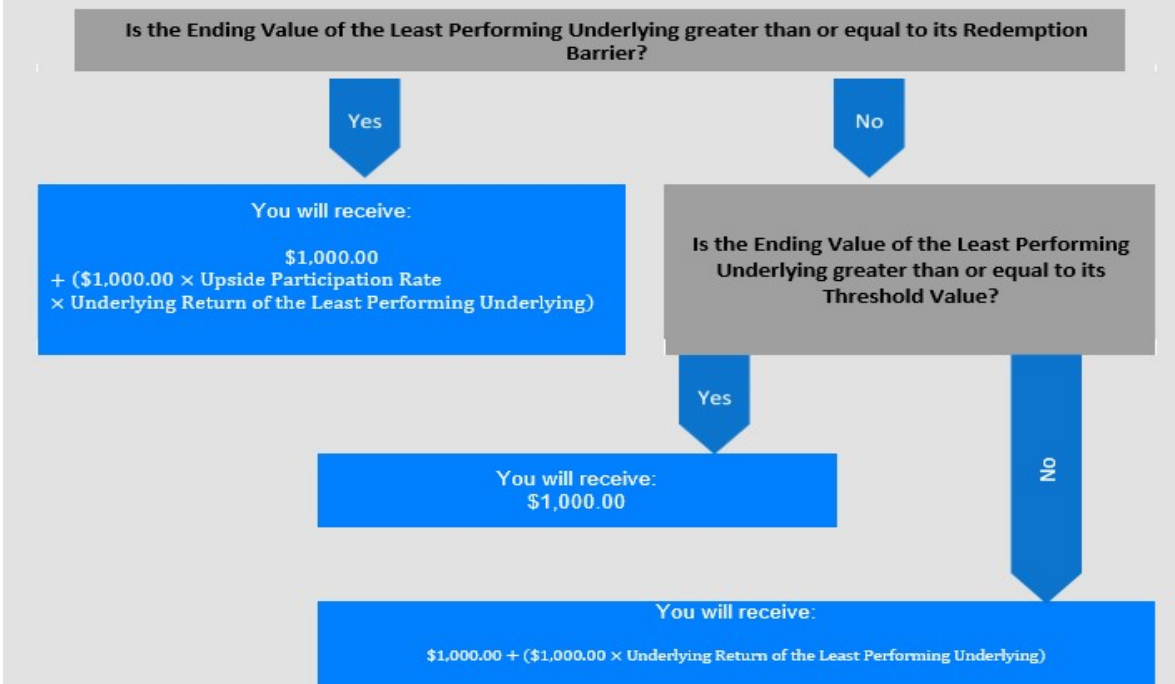 Is the Ending Value of the Least Performing Underlying greater than or equal to its Redemption
Barrier?
Yes
No
You will receive:
$1,000.00
+ ($1,000.00 × Upside Participation Rate
× Underlying Return of the Least Performing Underlying)
Is the Ending Value of the Least Performing
Underlying greater than or equal to its
Threshold Value?
Yes
No
You will receive:
$1,000.00
You will receive:
$1,000.00 + ($1,000.00 × Underlying Return of the Least Performing Underlying)